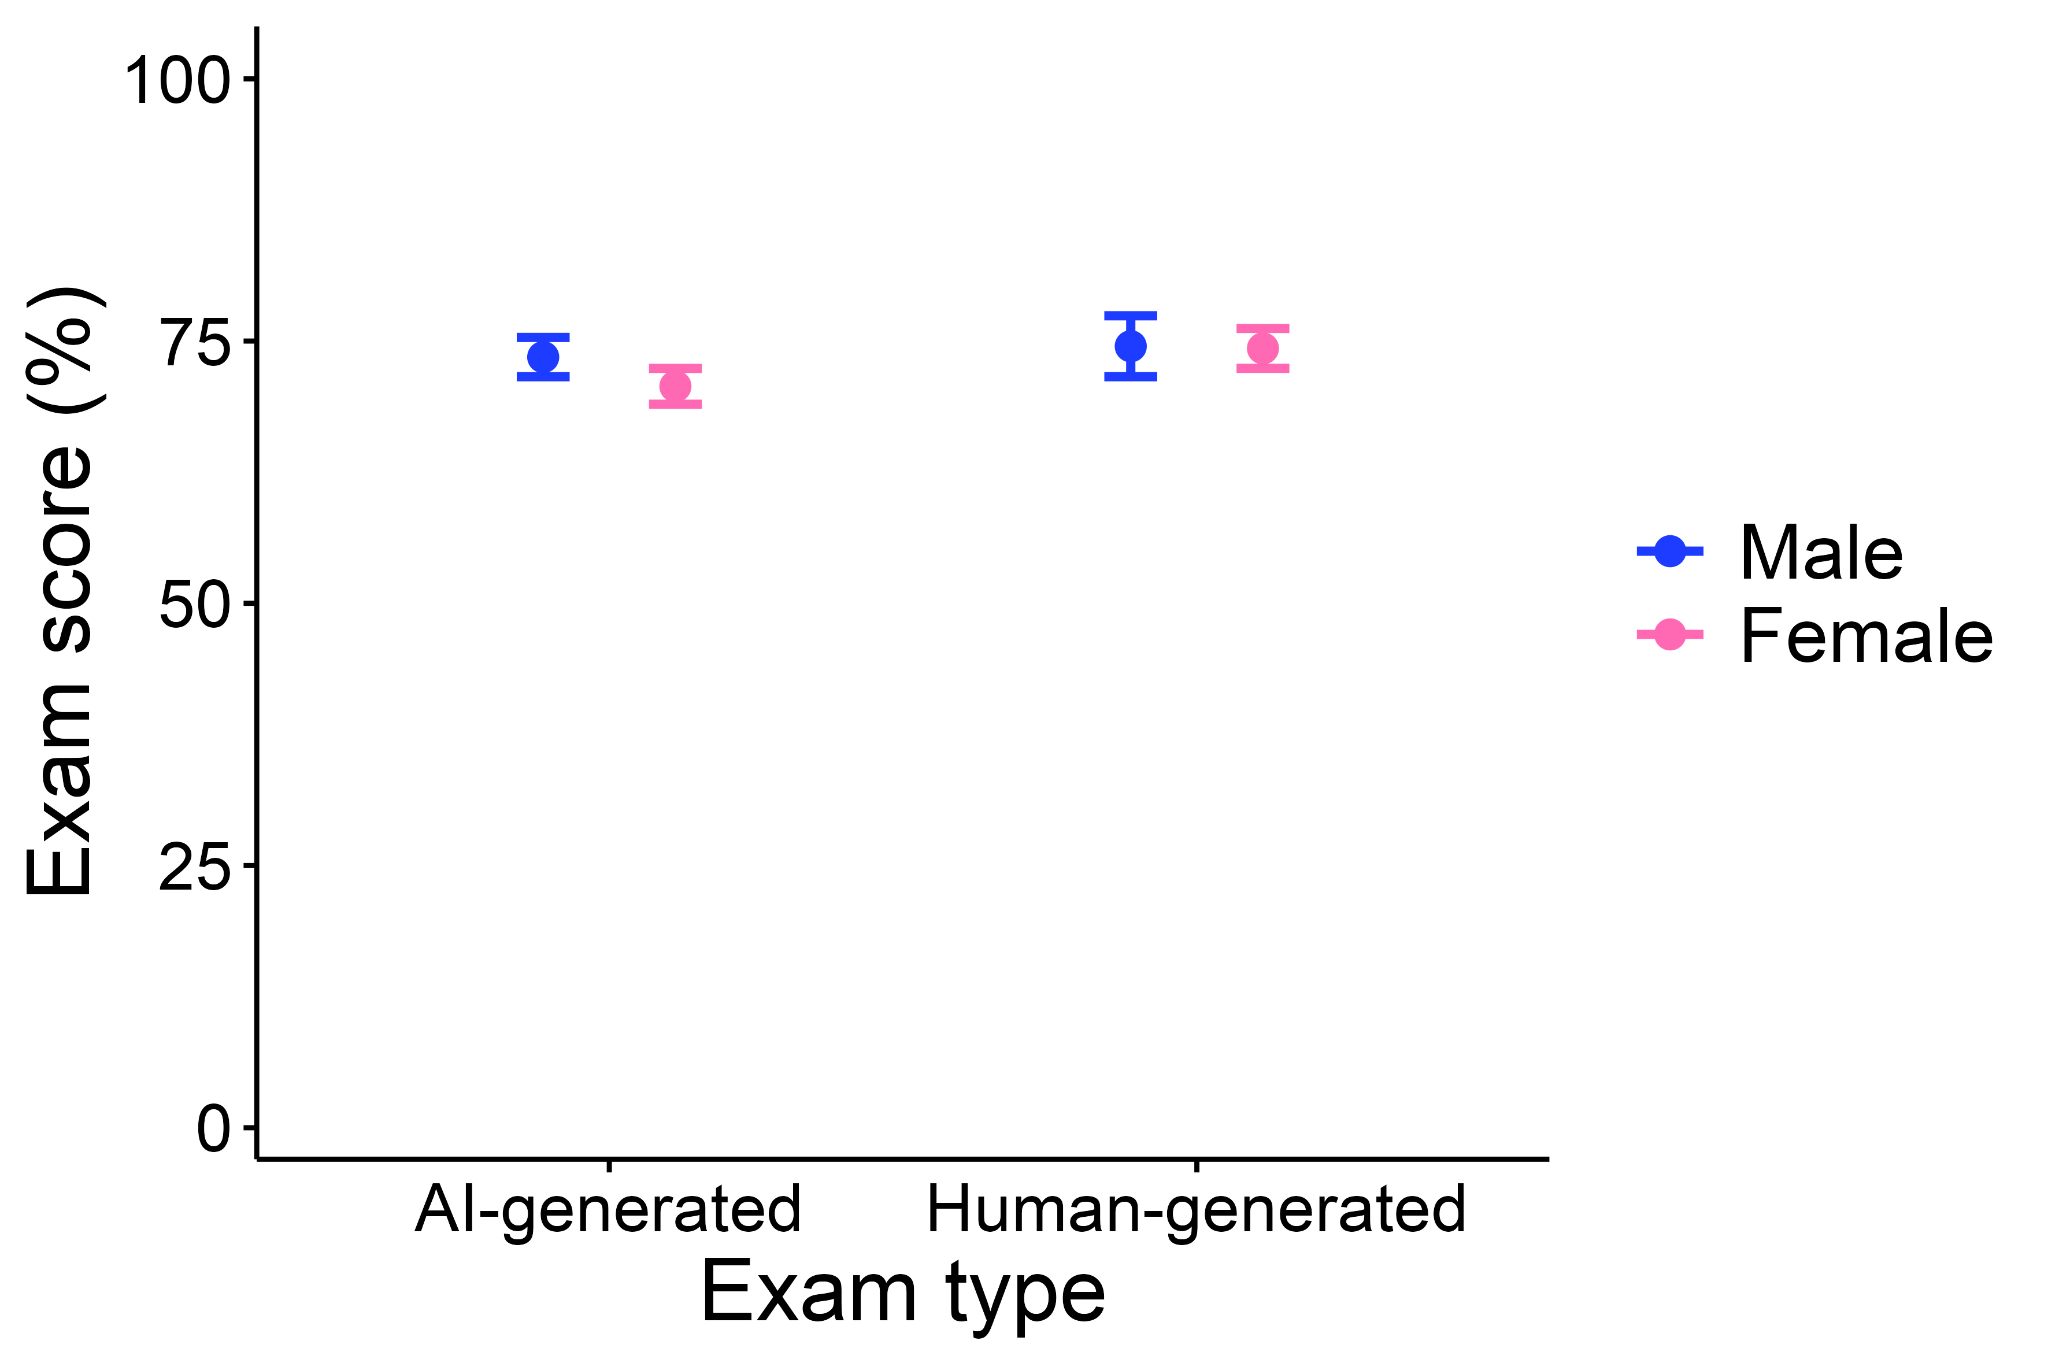 100
75
50
25
0
Exam score (%)
AI-generated
Human-generated
Exam type
Male
Female